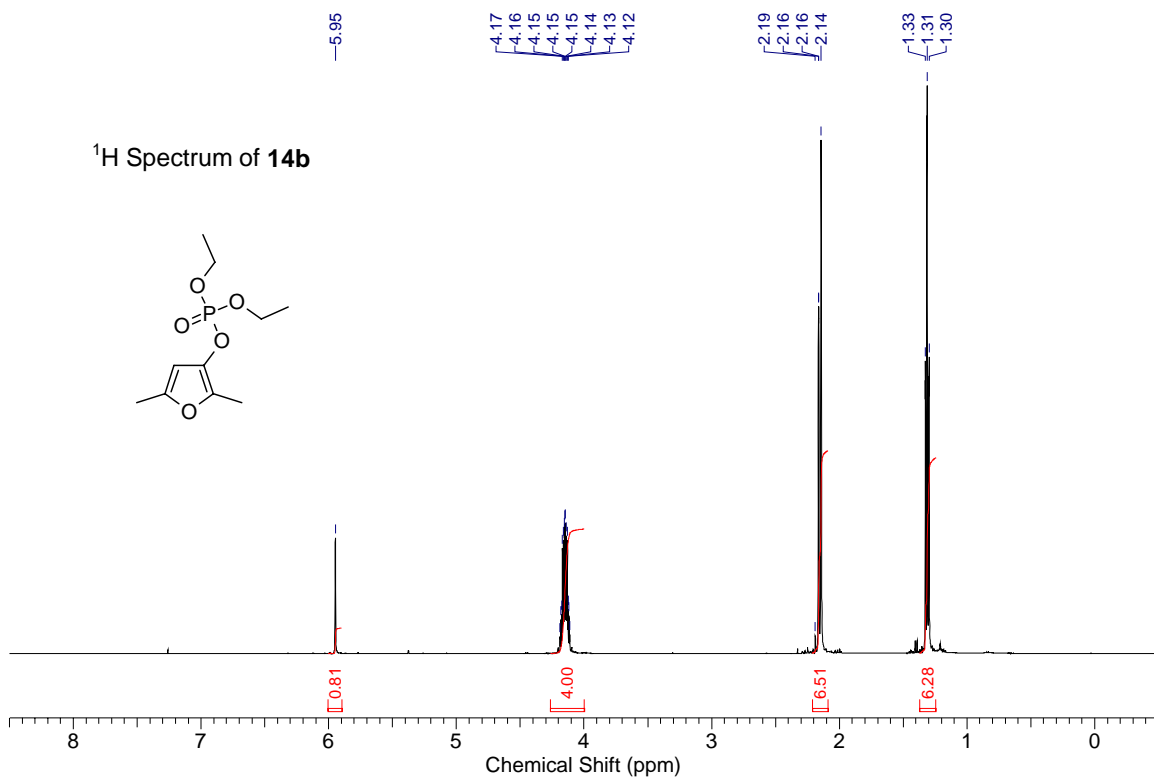 5.95
4.17
4.16
4.15
4.15
4.15
4.14
4.13
4.12
2.19
2.16
2.16
2.14
1.33
1.31
1.30
¹H Spectrum of 14b
O
P
O
O
O
O
0.81
4.00
6.51
6.28
8 7 6 5 4 3 2 1 0
Chemical Shift (ppm)